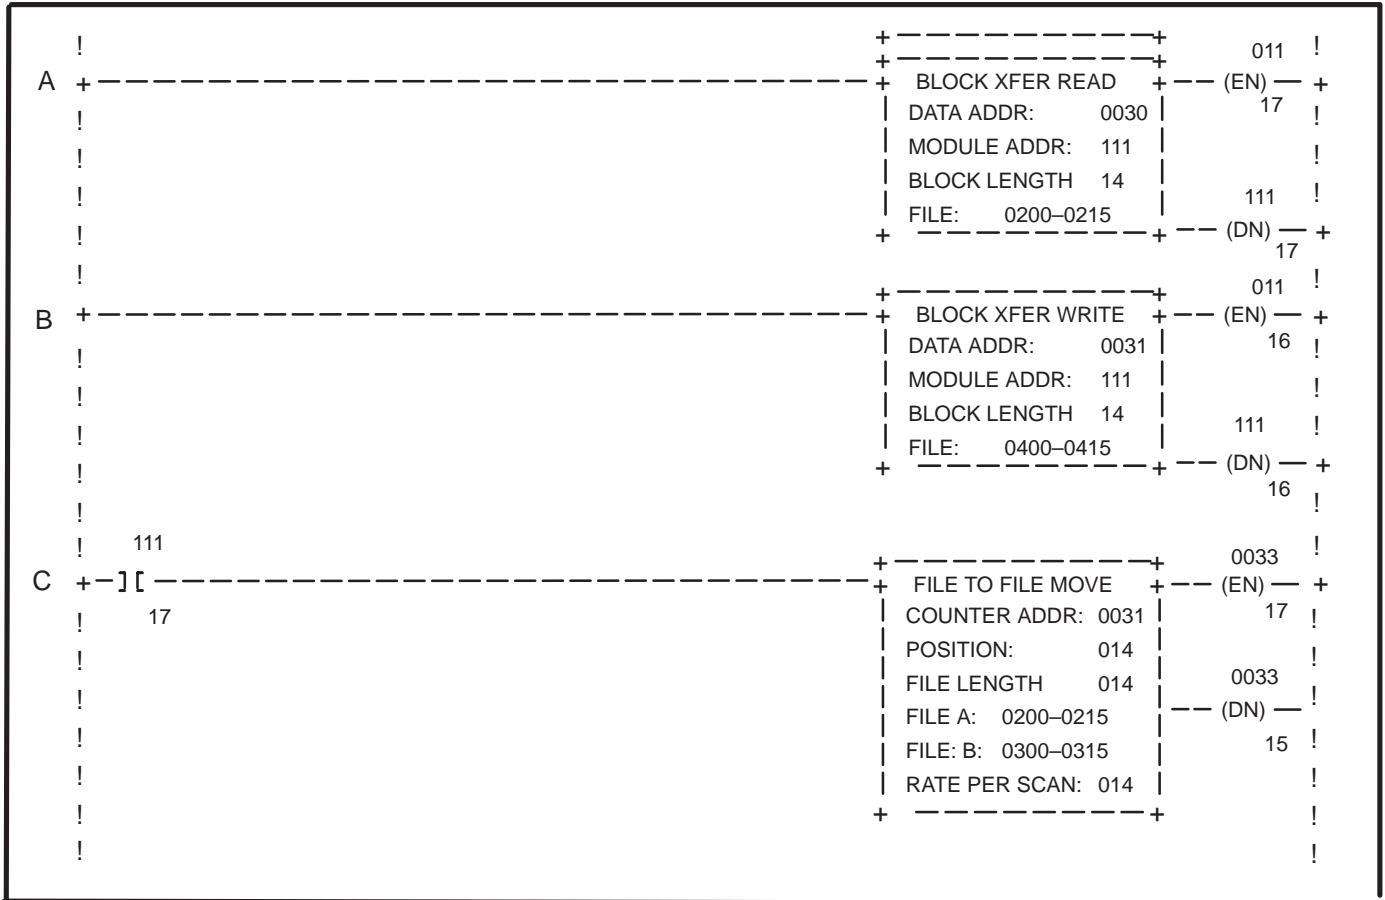 011
A BLOCK XFER READ (EN)
17
DATA ADDR: 0030
MODULE ADDR: 111
BLOCK LENGTH 14
111
FILE: 0200–0215
(DN)
17
011
B BLOCK XFER WRITE (EN)
16
DATA ADDR: 0031
MODULE ADDR: 111
BLOCK LENGTH 14
111
FILE: 0400–0415
(DN)
16
111
0033
C ] [ FILE TO FILE MOVE (EN)
17
17
COUNTER ADDR: 0031
POSITION: 014
0033
FILE LENGTH 014
(DN)
FILE A: 0200–0215
15
FILE: B: 0300–0315
RATE PER SCAN: 014